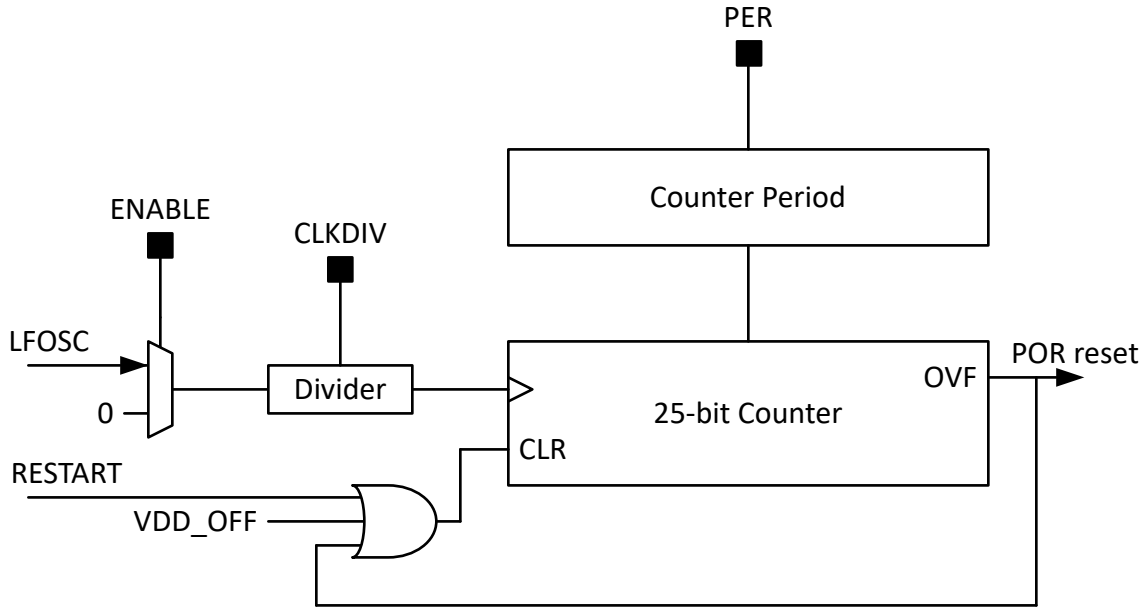 PER
Counter Period
ENABLE
CLKDIV
LFOSC
0
Divider
OVF
POR reset
25-bit Counter
CLR
RESTART
VDD_OFF